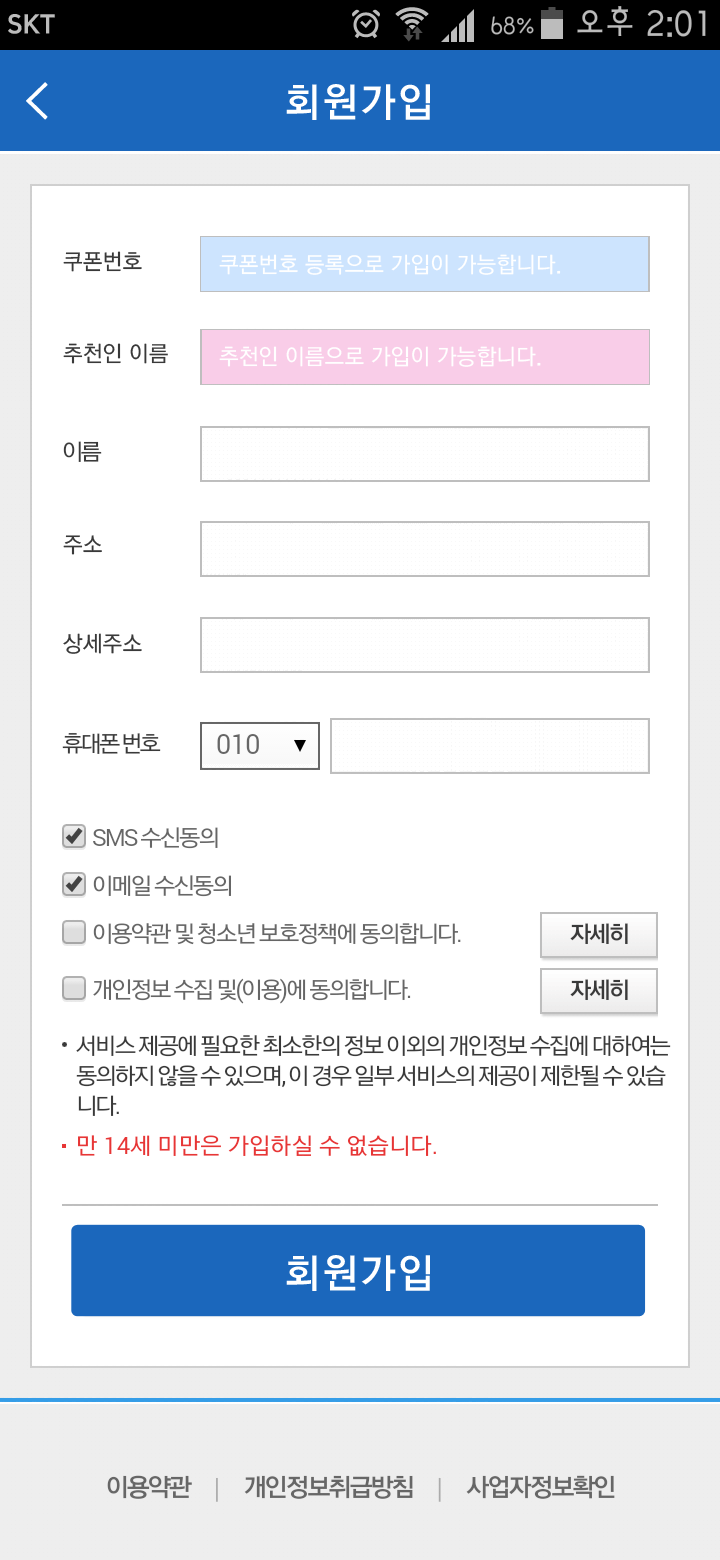 SKT 68% 오후 2:01
회원가입
쿠폰번호 쿠폰번호 등록으로 가입이 가능합니다.
추천인 이름 추천인 이름으로 가입이 가능합니다.
이름
주소
상세주소
휴대폰 번호 010 ▼
SMS 수신동의
이메일 수신동의
이용약관 및 청소년 보호정책에 동의합니다. 자세히
개인정보 수집 및(이용)에 동의합니다. 자세히
• 서비스 제공에 필요한 최소한의 정보 이외의 개인정보 수집에 대하여는
동의하지 않을 수 있으며, 이 경우 일부 서비스의 제공이 제한될 수 있습
니다.
• 만 14세 미만은 가입하실 수 없습니다.
회원가입
이용약관 | 개인정보취급방침 | 사업자정보확인